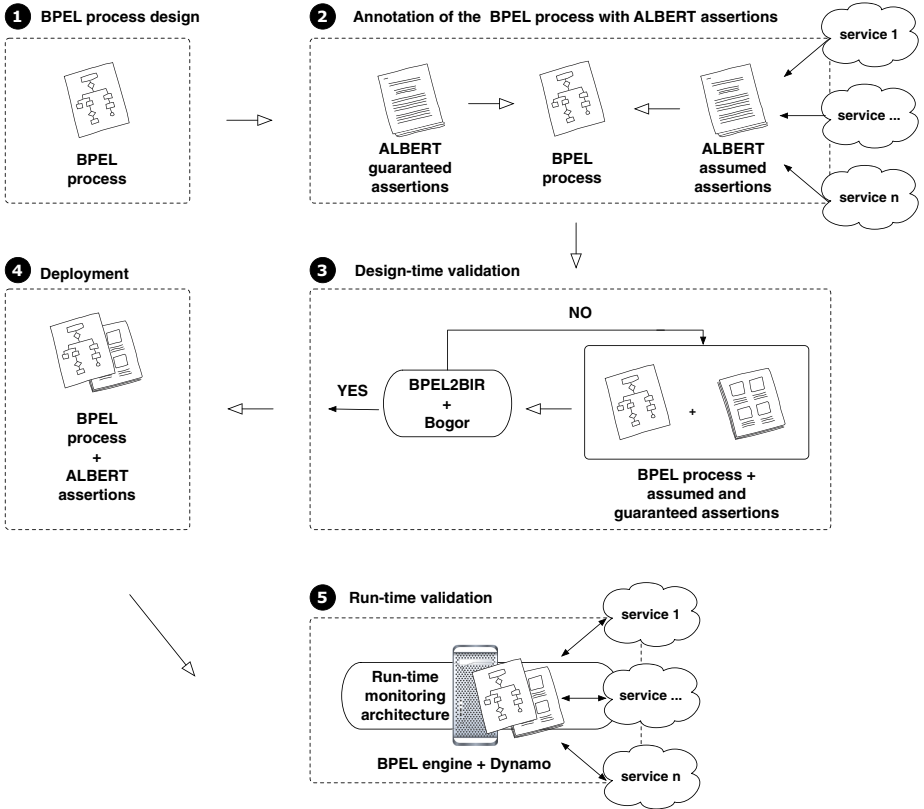 1 BPEL process design
BPEL
process
2 Annotation of the BPEL process with ALBERT assertions
ALBERT
guaranteed
assertions
BPEL
process
ALBERT
assumed
assertions
service 1
service ...
service n
3 Design-time validation
NO
YES
BPEL2BIR
+
Bogor
+
BPEL process +
assumed and
guaranteed assertions
4 Deployment
BPEL
process
+
ALBERT
assertions
5 Run-time validation
Run-time
monitoring
architecture
BPEL engine + Dynamo
service 1
service ...
service n